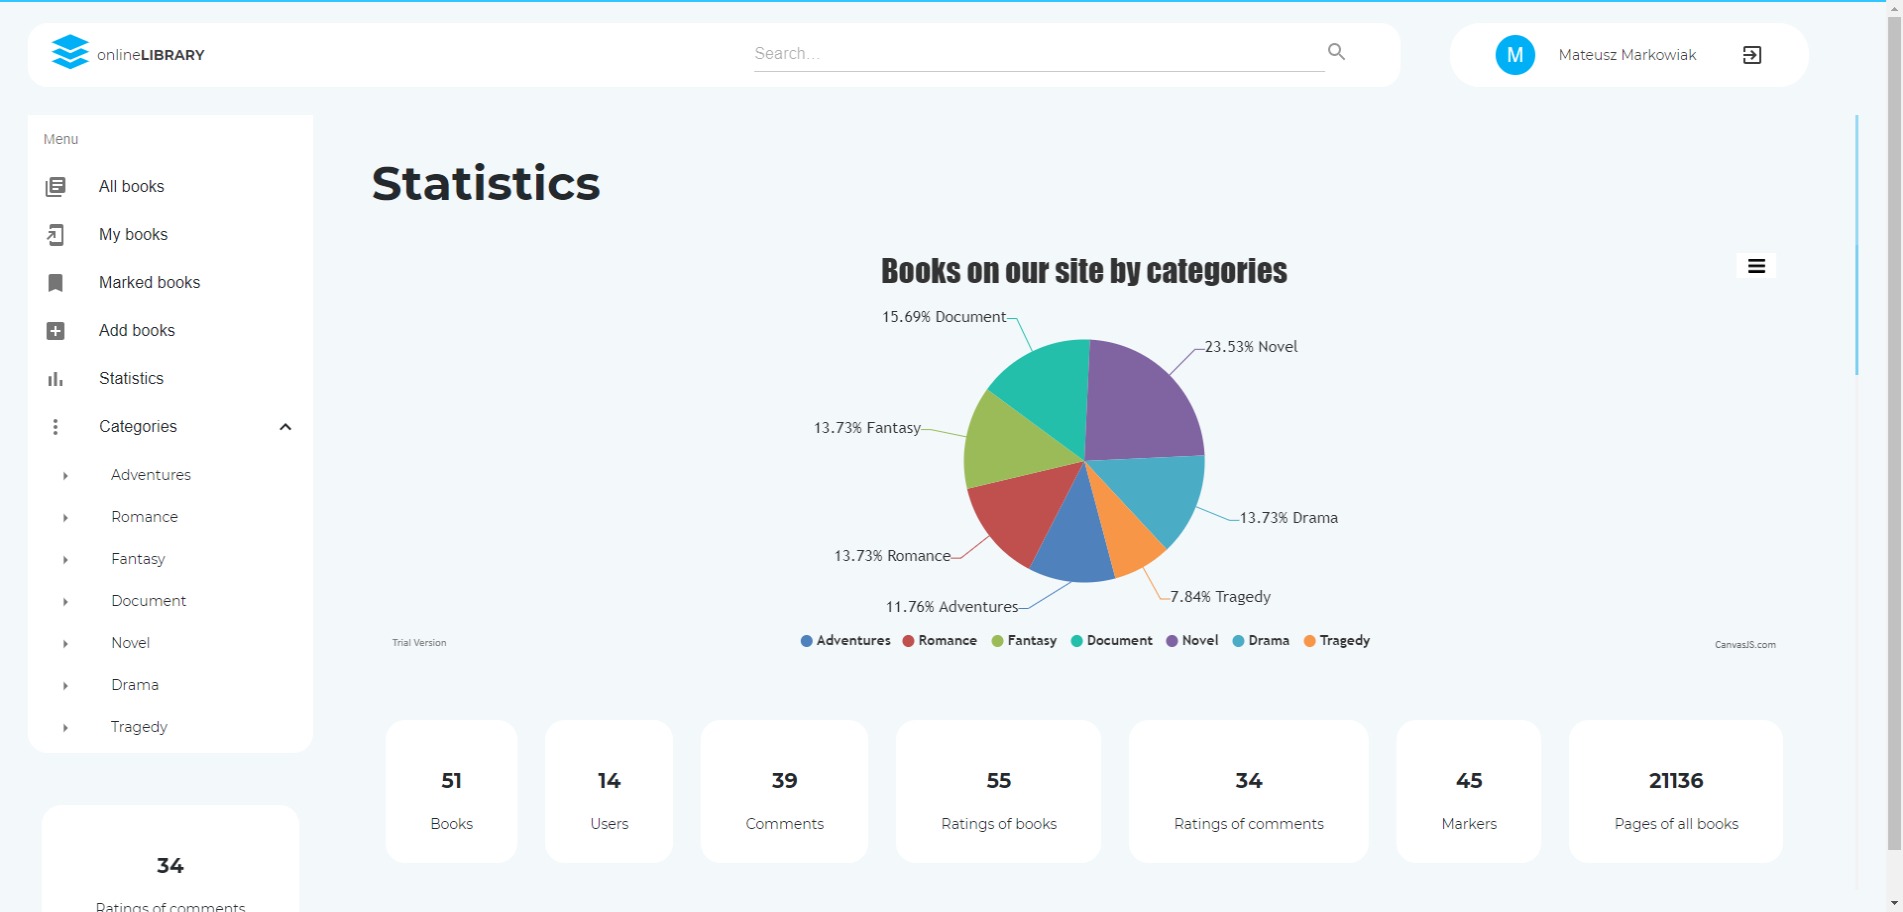 onlineLIBRARY
Search...
M
Mateusz Markowiak
Menu
All books
My books
Marked books
Add books
Statistics
Categories
Adventures
Romance
Fantasy
Document
Novel
Drama
Tragedy
34
Ratings of comments
Statistics
Books on our site by categories
15.69% Document
23.53% Novel
13.73% Fantasy
13.73% Drama
13.73% Romance
7.84% Tragedy
11.76% Adventures
Adventures Romance Fantasy Document Novel Drama Tragedy
Trial Version
CanvasJS.com
51
Books
14
Users
39
Comments
55
Ratings of books
34
Ratings of comments
45
Markers
21136
Pages of all books